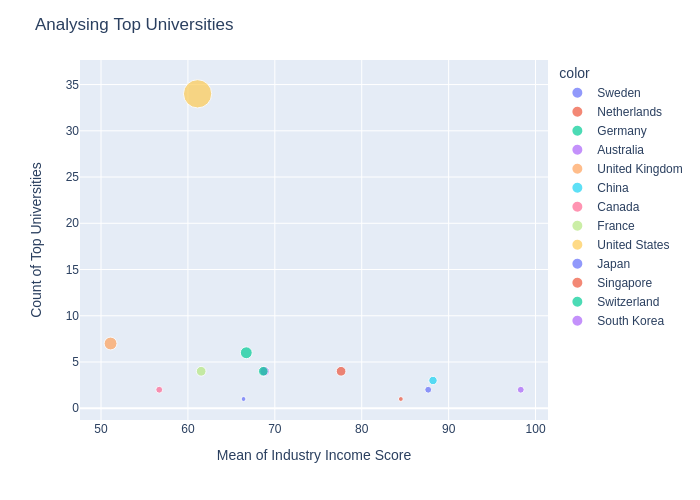 Analysing Top Universities
color
Sweden
Netherlands
Germany
Australia
United Kingdom
China
Canada
France
United States
Japan
Singapore
Switzerland
South Korea
Count of Top Universities
35
30
25
20
15
10
5
0
50 60 70 80 90 100
Mean of Industry Income Score